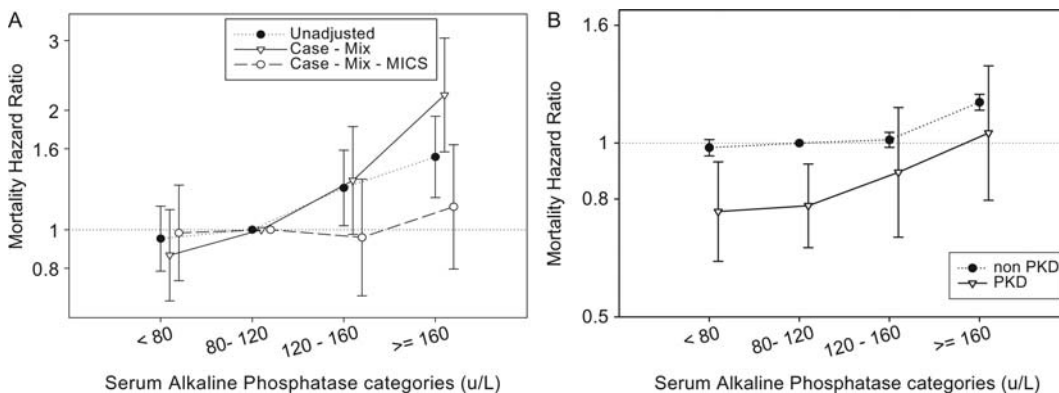 A
Unadjusted
Case - Mix
Case - Mix - MICS
Mortality Hazard Ratio
3
2
1.6
1
0.8
< 80
80- 120
120 - 160
>= 160
Serum Alkaline Phosphatase categories (u/L)
B
Mortality Hazard Ratio
1.6
1
0.8
0.5
non PKD
PKD
< 80
80- 120
120 - 160
>= 160
Serum Alkaline Phosphatase categories (u/L)